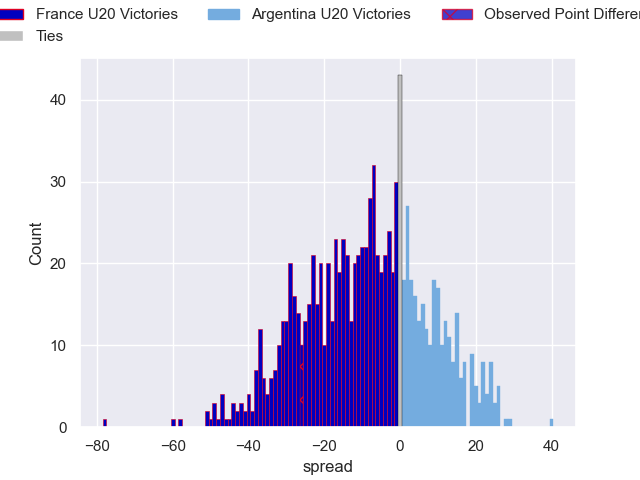 France U20 Victories Argentina U20 Victories Observed Point Differe
Ties
40
30
20
10
0
Count
−80 −60 −40 −20 0 20 40
spread